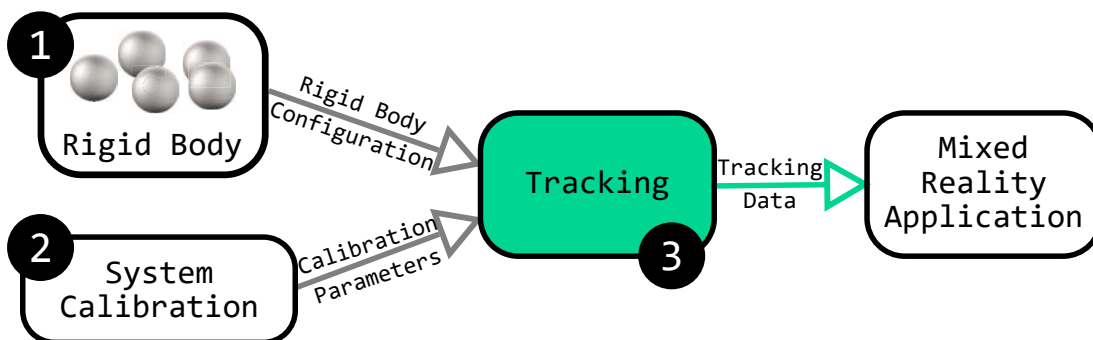 1
Rigid Body
Rigid Body
Configuration
2
System
Calibration
Calibration
Parameters
Tracking
3
Tracking
Data
Mixed
Reality
Application